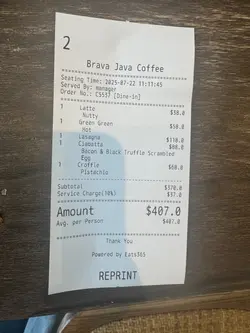 2
Brava Java Coffee
Seating Time: 2025-07-22 11:11:45
Served By: manager
Order No.: C5537 [Dine-in]
1 Latte $38.0
Nutty
1 Green Green $58.0
Hot
1 Lasagna $118.0
1 Ciabatta $88.0
Bacon & Black Truffle Scrambled
Egg
1 Croffle $68.0
Pistachio
Subtotal $370.0
Service Charge(10%) $37.0
Amount $407.0
Avg. per Person $407.0
Thank You
Powered by Eats365
REPRINT